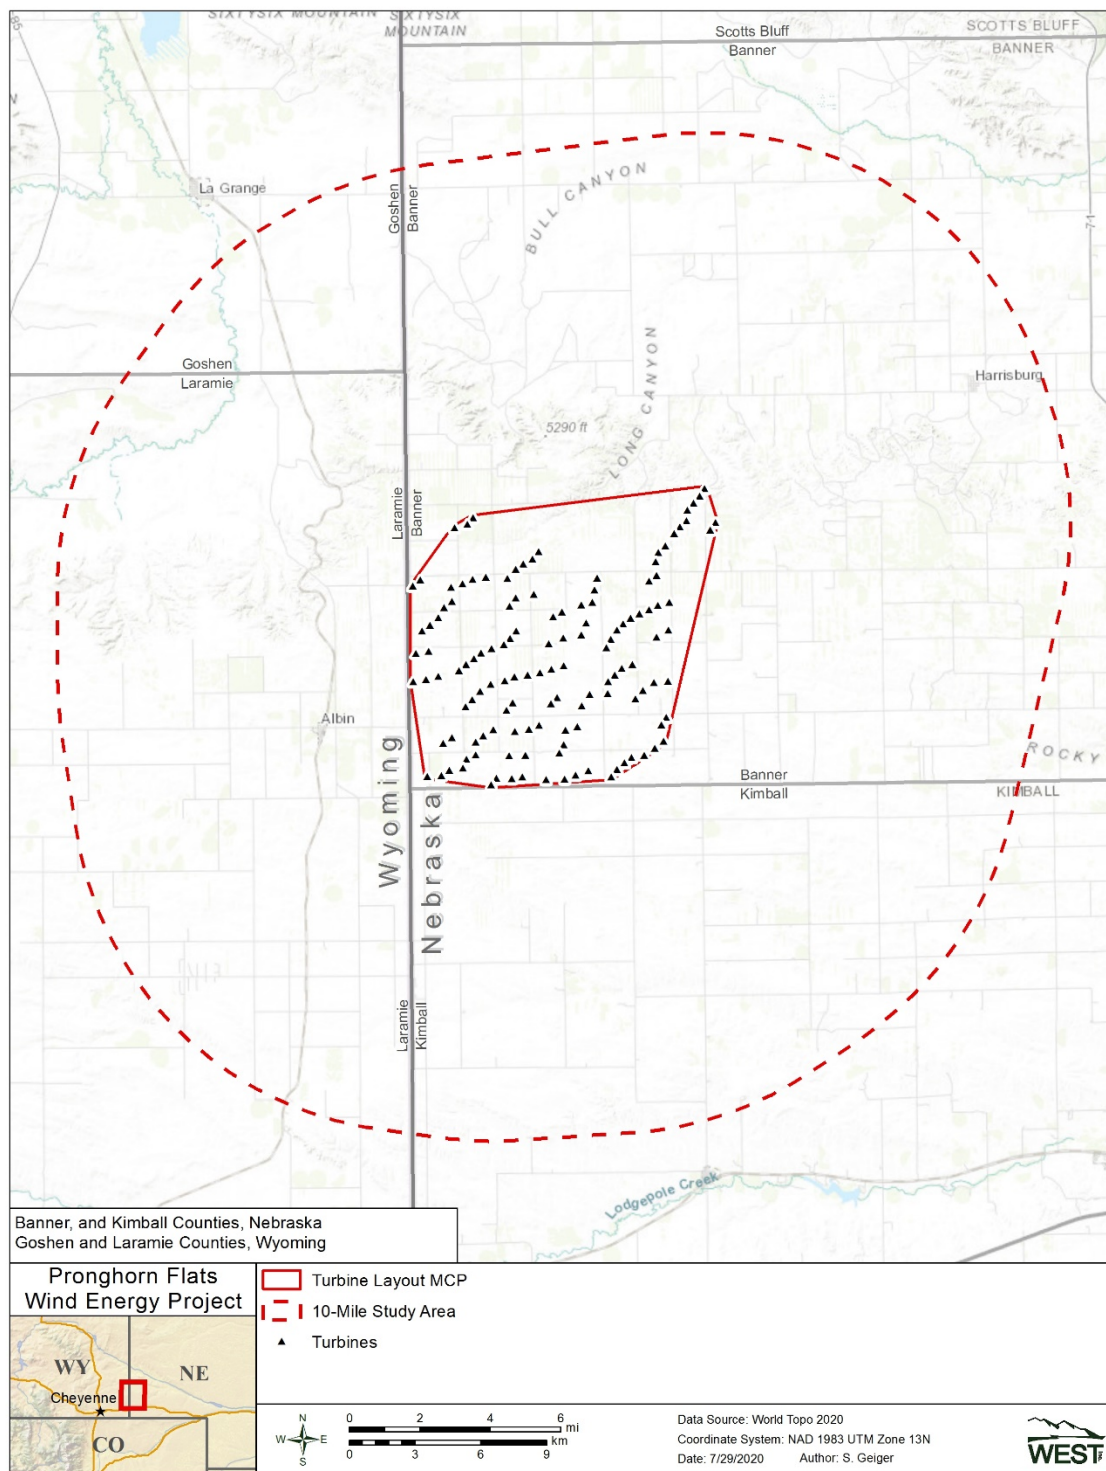 85
SIXTYSIX MOUNTAIN
SIXTYSIX
MOUNTAIN
Scotts Bluff
Banner
SCOTTS BLUFF
BANNER
N
La Grange
Goshen
Banner
BULL CANYON
71
Goshen
Laramie
LONG CANYON
Harrisburg
5290 ft
Laramie
Banner
Albin
Wyoming
Nebraska
ROCKY
Banner
Kimball
KIMBALL
Laramie
Kimball
Lodgepole Creek
Banner, and Kimball Counties, Nebraska
Goshen and Laramie Counties, Wyoming
Pronghorn Flats
Wind Energy Project
WY
NE
Cheyenne
CO
Turbine Layout MCP
10-Mile Study Area
Turbines
N
W E
S
0 2 4 6
mi
km
0 3 6 9
Data Source: World Topo 2020
Coordinate System: NAD 1983 UTM Zone 13N
Date: 7/29/2020 Author: S. Geiger
WEST